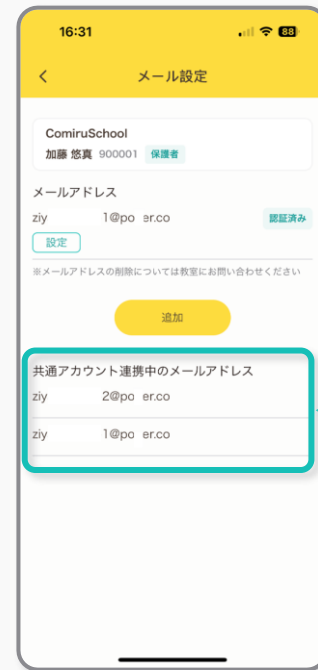 16:31
88
メール設定
ComiruSchool
加藤 悠真 900001 保護者
メールアドレス
ziy 1@po er.co 認証済み
設定
※メールアドレスの削除については教室にお問い合わせください
追加
共通アカウント連携中のメールアドレス
ziy 2@po er.co
ziy 1@po er.co